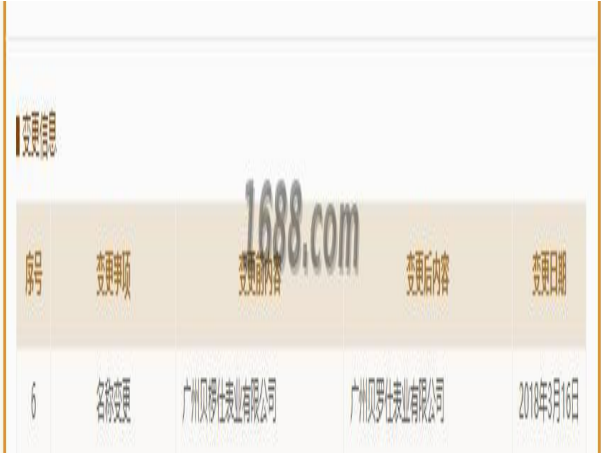 变更信息
1688.com
序号 变更事项 变更前内容 变更后内容 变更日期
6 名称变更 广州贝椤仕表业有限公司 广州贝罗仕表业有限公司 2018年3月16日